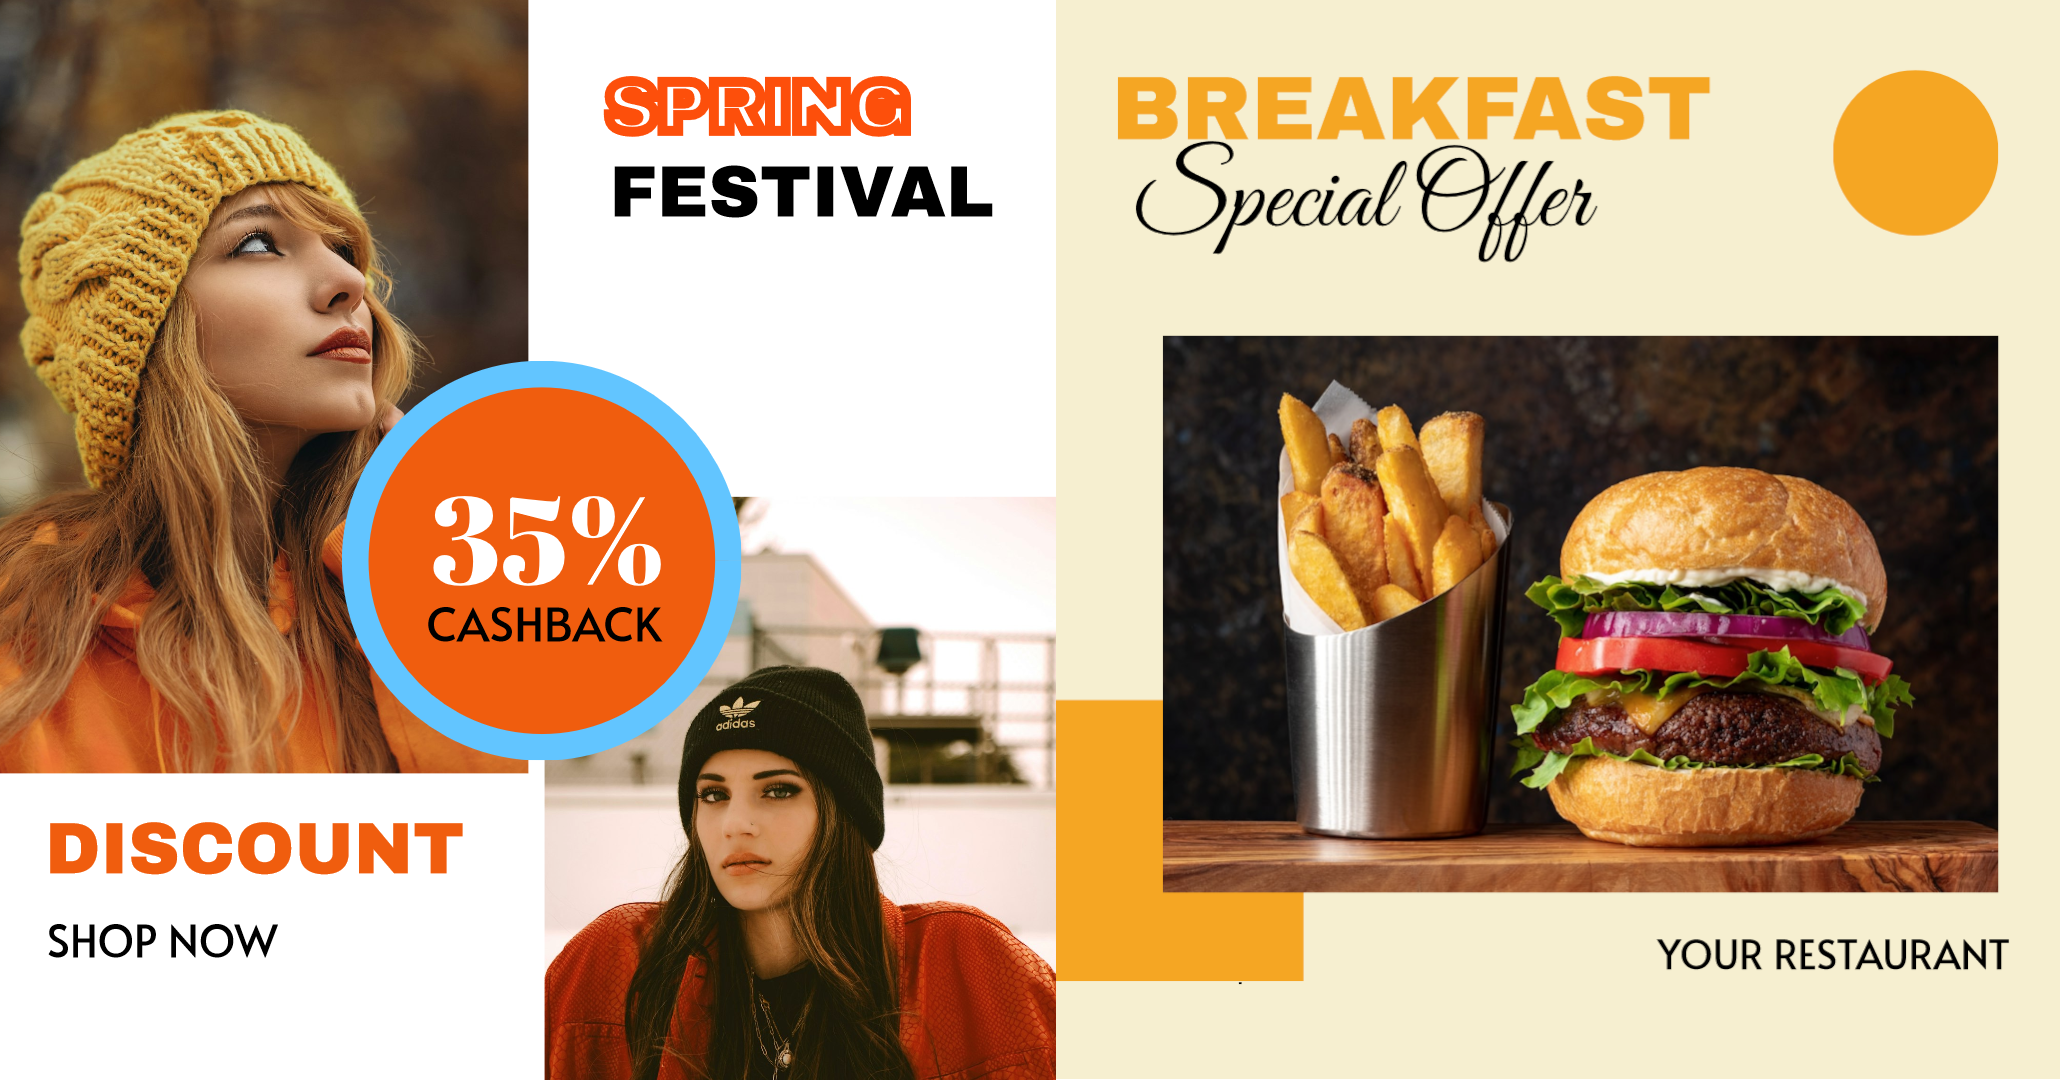 SPRING
FESTIVAL
35%
CASHBACK
adidas
DISCOUNT
SHOP NOW
BREAKFAST
Special Offer
YOUR RESTAURANT